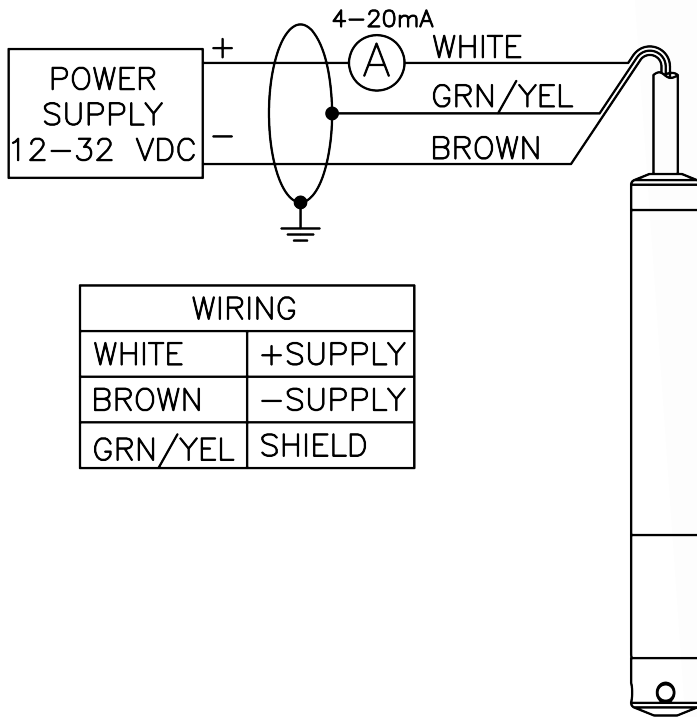 4-20mA
+
A
WHITE
POWER
SUPPLY
12-32 VDC
GRN/YEL
-
BROWN
WIRING
WHITE +SUPPLY
BROWN -SUPPLY
GRN/YEL SHIELD